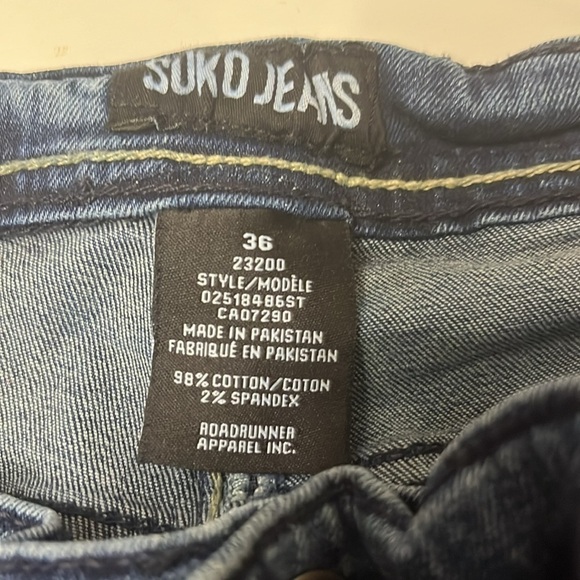 SUKO JEANS
36
23200
STYLE/MODÈLE
02518486ST
CA07290
MADE IN PAKISTAN
FABRIQUÉ EN PAKISTAN
98% COTTON/COTON
2% SPANDEX
ROADRUNNER
APPAREL INC.